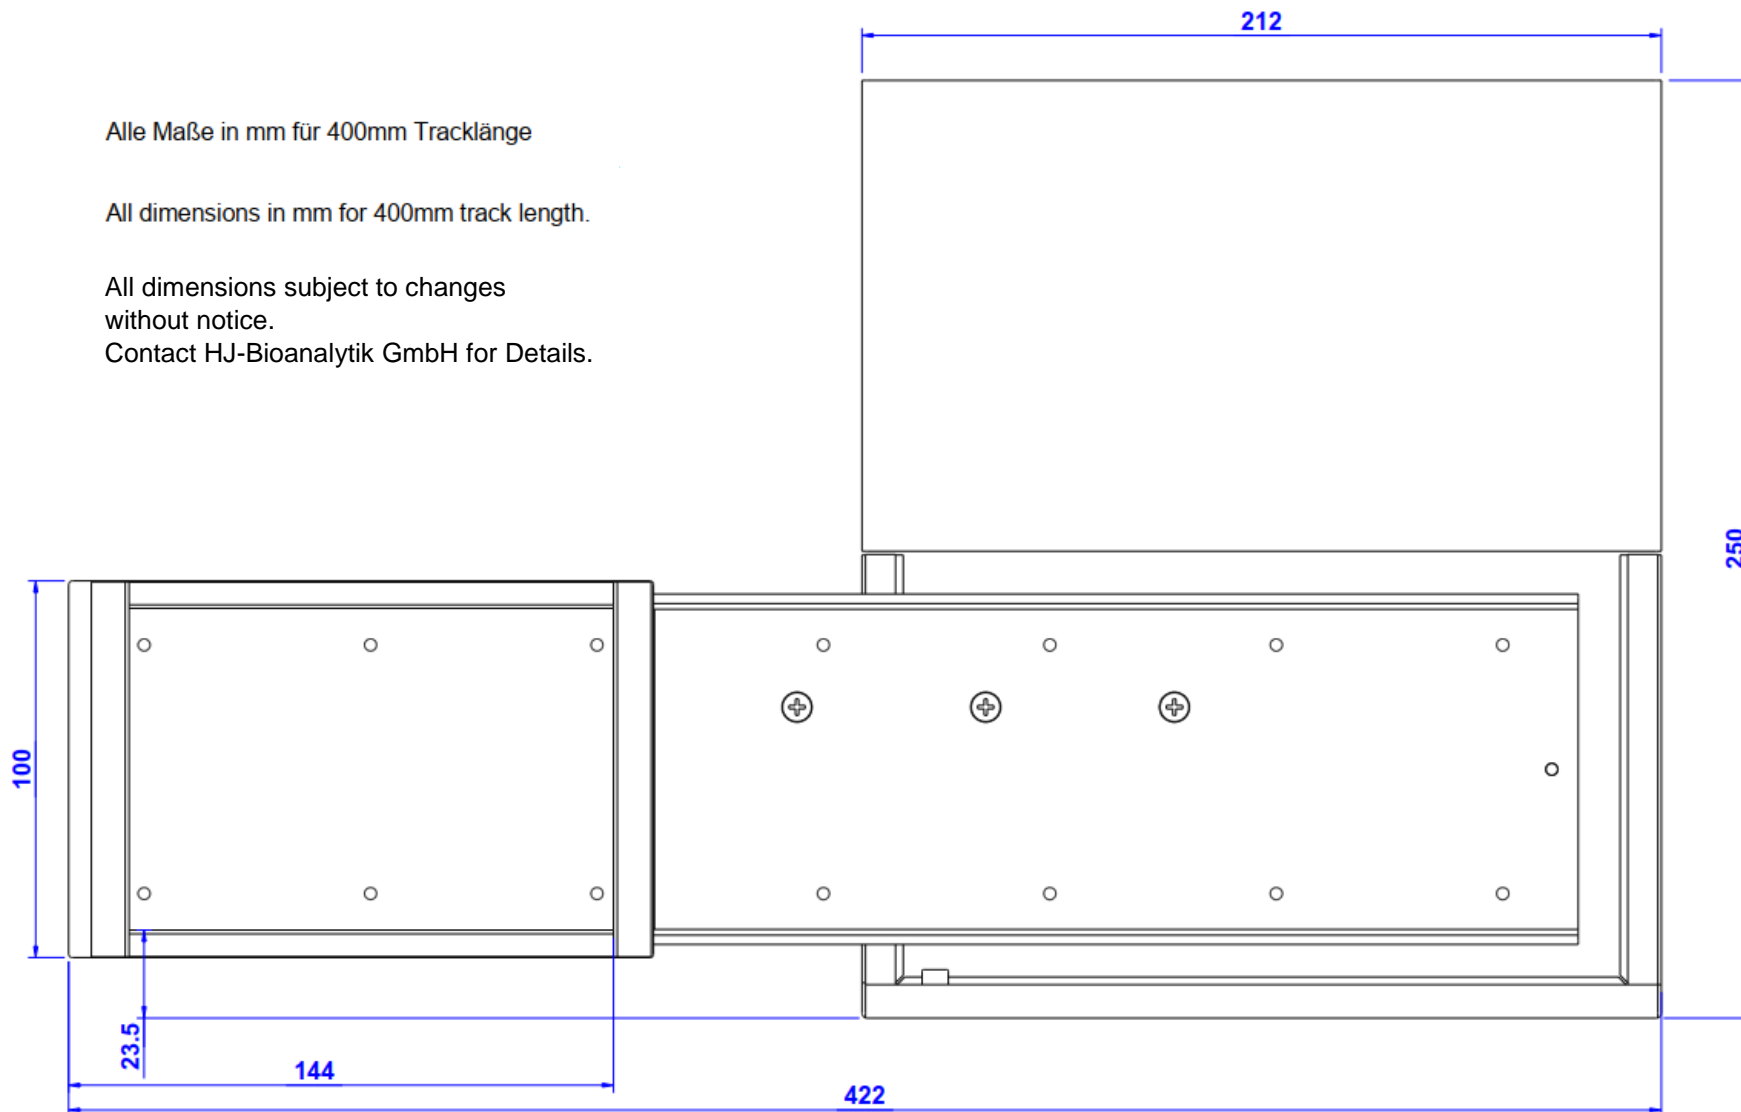 212
Alle Maße in mm für 400mm Tracklänge
All dimensions in mm for 400mm track length.
All dimensions subject to changes
without notice.
Contact HJ-Bioanalytik GmbH for Details.
250
100
23.5
144
422